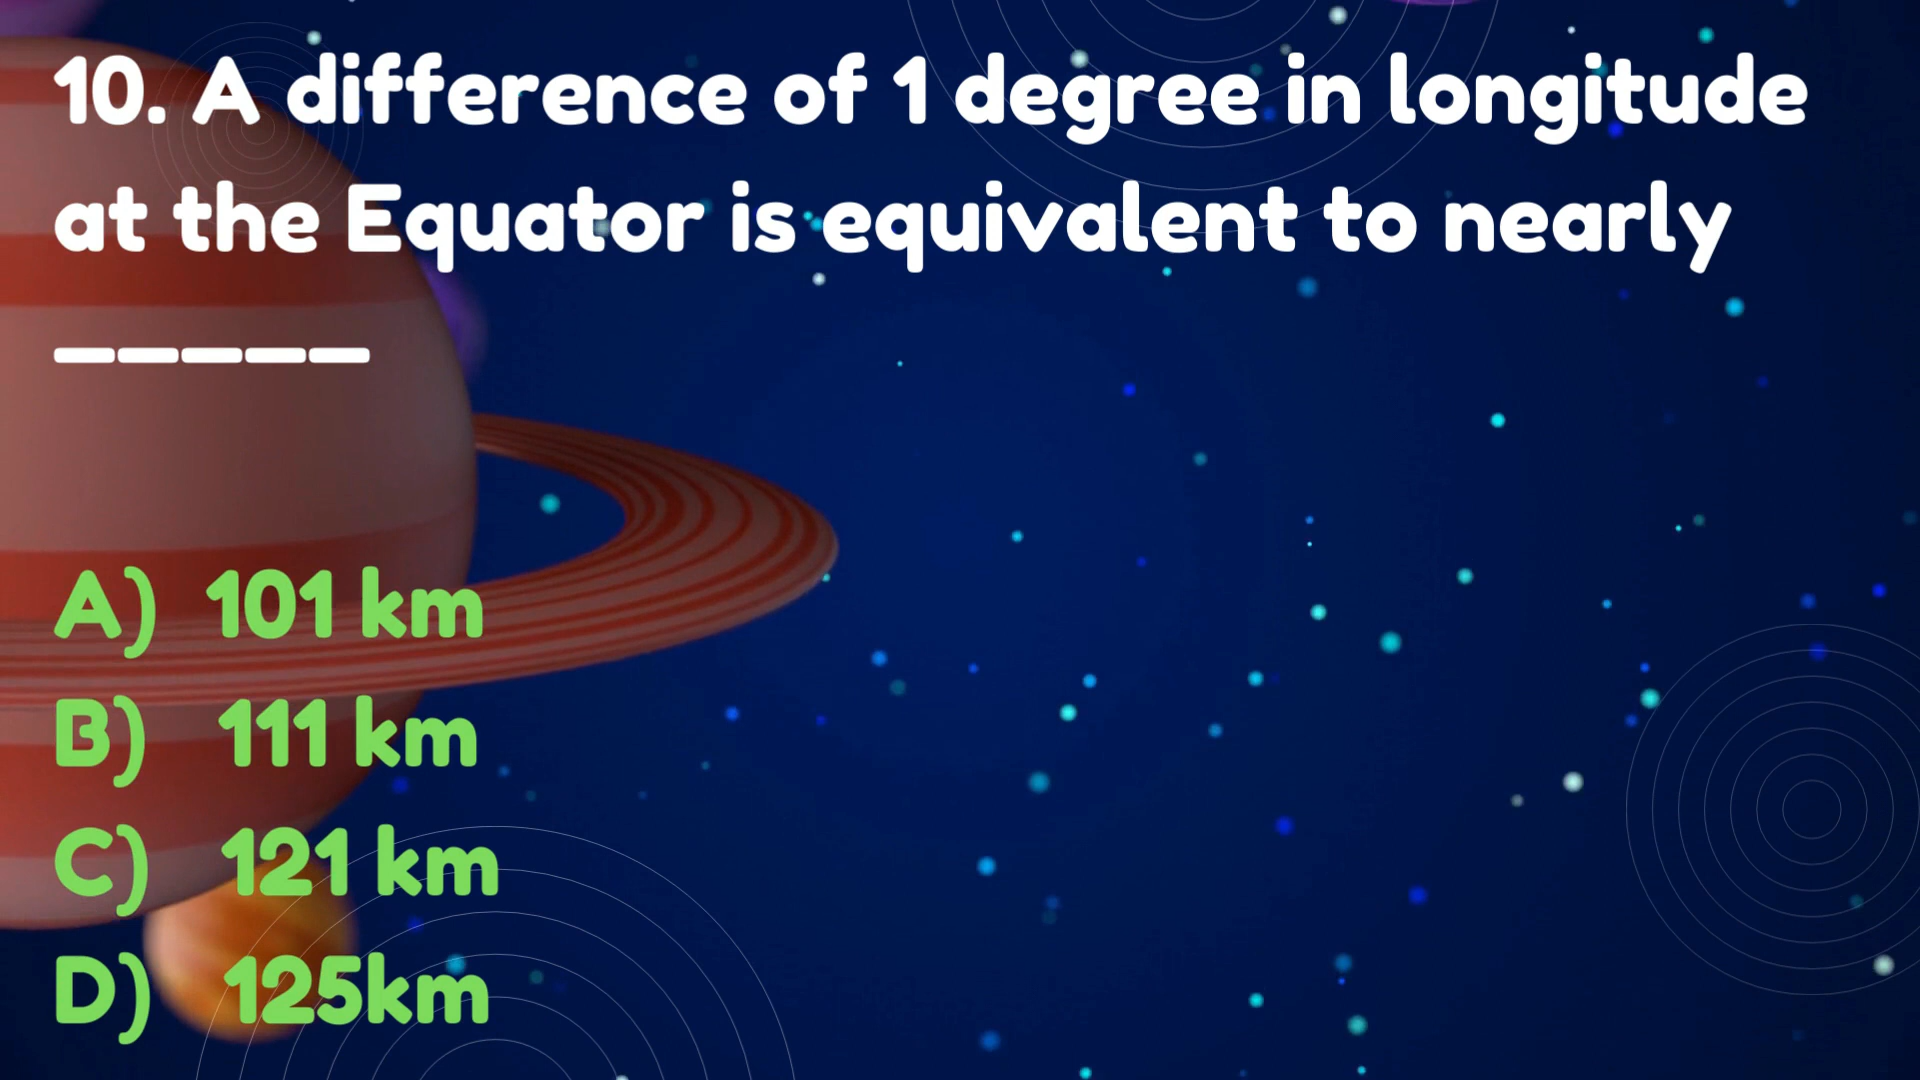 10. A difference of 1 degree in longitude
at the Equator is equivalent to nearly
_____
A) 101 km
B) 111 km
C) 121 km
D) 125km